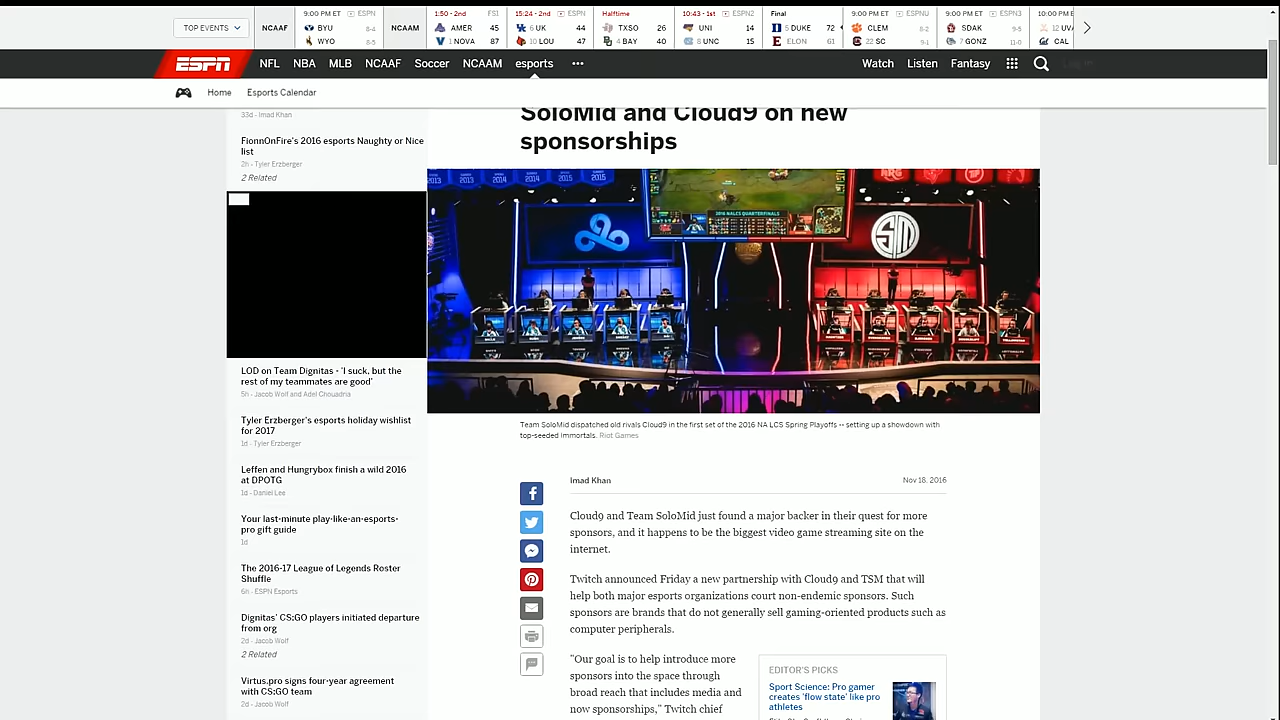 TOP EVENTS
NCAAF
9:00 PM ET ESPN
BYU 8-4
WYO 8-5
NCAAM
1:50 - 2nd FS1
AMER 45
1 NOVA 87
15:24 - 2nd ESPN
6 UK 44
10 LOU 47
Halftime
TXSO 26
4 BAY 40
10:43 - 1st ESPN2
UNI 14
8 UNC 15
Final
5 DUKE 72
ELON 61
9:00 PM ET ESPNU
CLEM 8-2
22 SC 9-1
9:00 PM ET ESPN3
SDAK 9-5
7 GONZ 11-0
10:00 PM E
12 UV
CAL
ESPN
NFL NBA MLB NCAAF Soccer NCAAM esports ...
Watch Listen Fantasy
Log In
Home Esports Calendar
33d - Imad Khan
FionnOnFire's 2016 esports Naughty or Nice
list
2h - Tyler Erzberger
2 Related
LOD on Team Dignitas - 'I suck, but the
rest of my teammates are good'
5h - Jacob Wolf and Adel Chouadria
Tyler Erzberger's esports holiday wishlist
for 2017
1d - Tyler Erzberger
Leffen and Hungrybox finish a wild 2016
at DPOTG
1d - Daniel Lee
Your last-minute play-like-an-esports-
pro gift guide
1d
The 2016-17 League of Legends Roster
Shuffle
6h - ESPN Esports
Dignitas' CS:GO players initiated departure
from org
2d - Jacob Wolf
2 Related
Virtus.pro signs four-year agreement
with CS:GO team
2d - Jacob Wolf
SoloMid and Cloud9 on new
sponsorships
2013 2013 2014 2014 2015 2015
2016 NA LCS QUARTERFINALS
TSM
Team SoloMid dispatched old rivals Cloud9 in the first set of the 2016 NA LCS Spring Playoffs -- setting up a showdown with
top-seeded Immortals. Riot Games
Imad Khan
Nov 18, 2016
Cloud9 and Team SoloMid just found a major backer in their quest for more
sponsors, and it happens to be the biggest video game streaming site on the
internet.
Twitch announced Friday a new partnership with Cloud9 and TSM that will
help both major esports organizations court non-endemic sponsors. Such
sponsors are brands that do not generally sell gaming-oriented products such as
computer peripherals.
"Our goal is to help introduce more
sponsors into the space through
broad reach that includes media and
now sponsorships," Twitch chief
EDITOR'S PICKS
Sport Science: Pro gamer
creates 'flow state' like pro
athletes